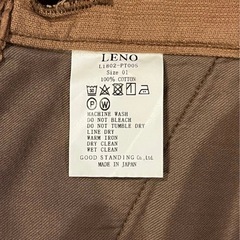 LENO
L1802-PT006
Size 01
100% COTTON
P W
MACHINE WASH
DO NOT BLEACH
DO NOT TUMBLE DRY
LINE DRY
WARM IRON
DRY CLEAN
WET CLEAN
GOOD STANDING Co.,Ltd.
MADE IN JAPAN